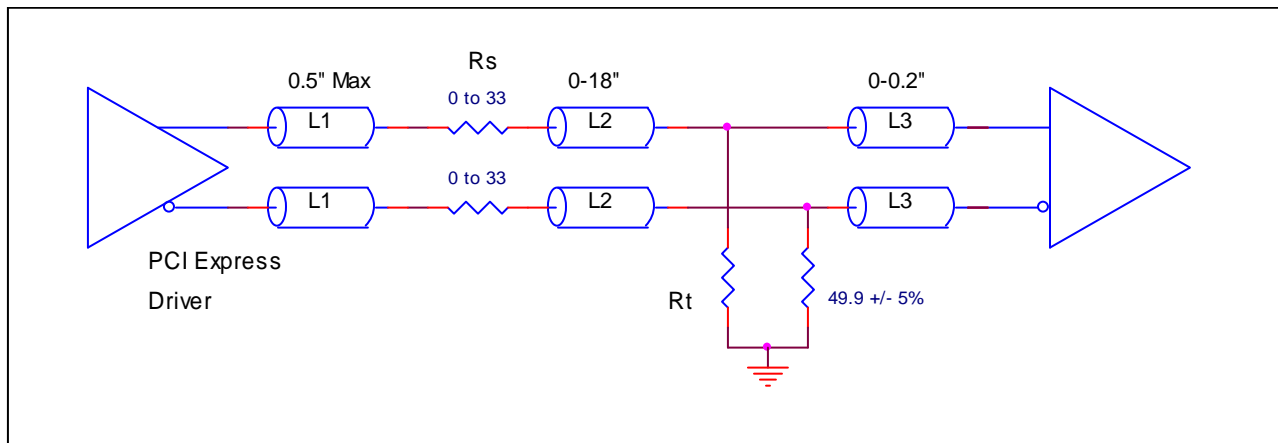 Rs
0.5" Max
0 to 33
0-18"
0-0.2"
L1
L2
L3
0 to 33
L1
L2
L3
PCI Express
Driver
Rt
49.9 +/- 5%